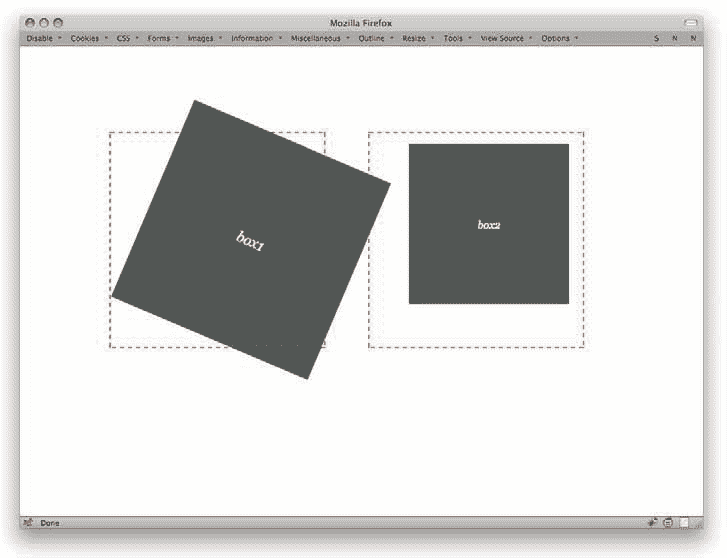 Mozilla Firefox
Disable Cookies CSS Forms Images Information Miscellaneous Outline Resize Tools View Source Options S N N
box1
box2
Done